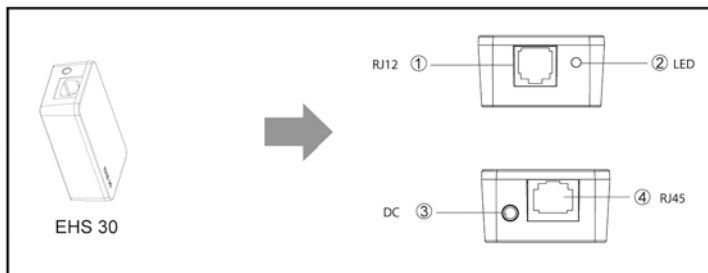 RJ12 ①
② LED
DC ③
④ RJ45
EHS 30